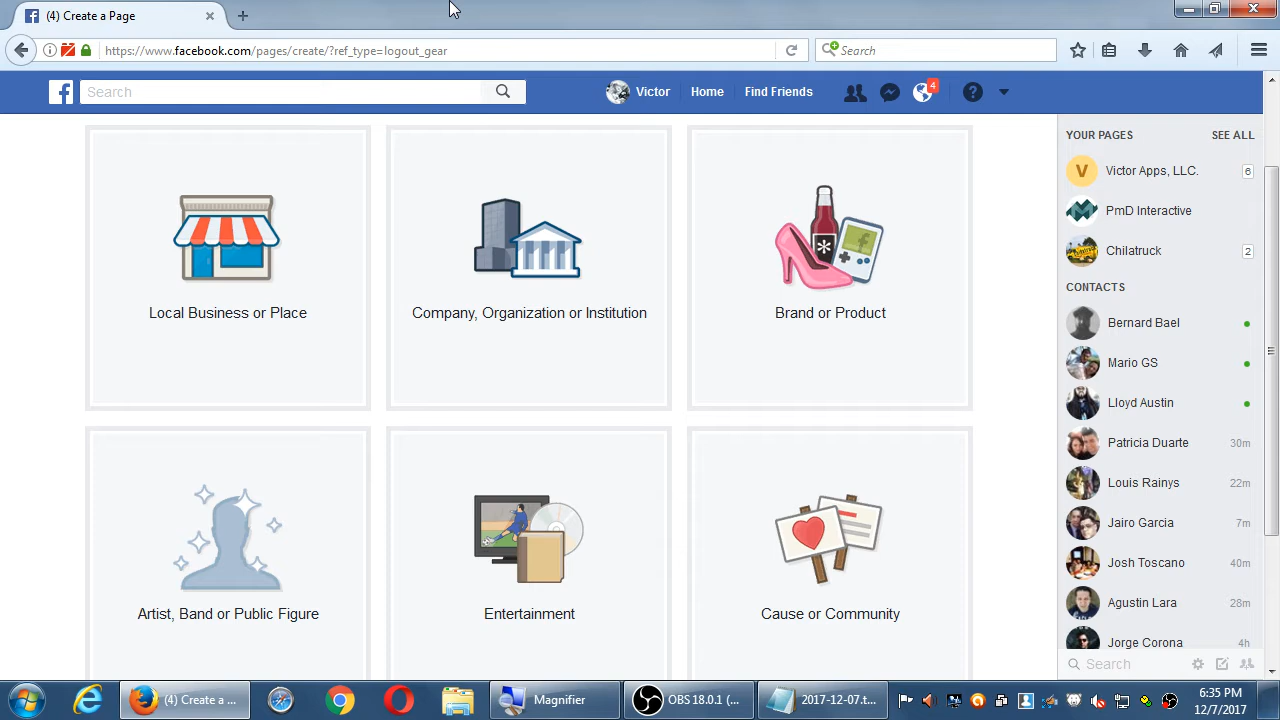 (4) Create a Page
https://www.facebook.com/pages/create/?ref_type=logout_gear
Search
Search
Victor
Home
Find Friends
4
Local Business or Place
Company, Organization or Institution
Brand or Product
Artist, Band or Public Figure
Entertainment
Cause or Community
YOUR PAGES
SEE ALL
V
Victor Apps, LLC.
6
PmD Interactive
Chilatruck
2
CONTACTS
Bernard Bael
Mario GS
Lloyd Austin
Patricia Duarte
30m
Louis Rainys
22m
Jairo Garcia
7m
Josh Toscano
40m
Agustin Lara
28m
Jorge Corona
4h
Search
(4) Create a ...
Magnifier
OBS 18.0.1 (...
2017-12-07.t...
6:35 PM
12/7/2017